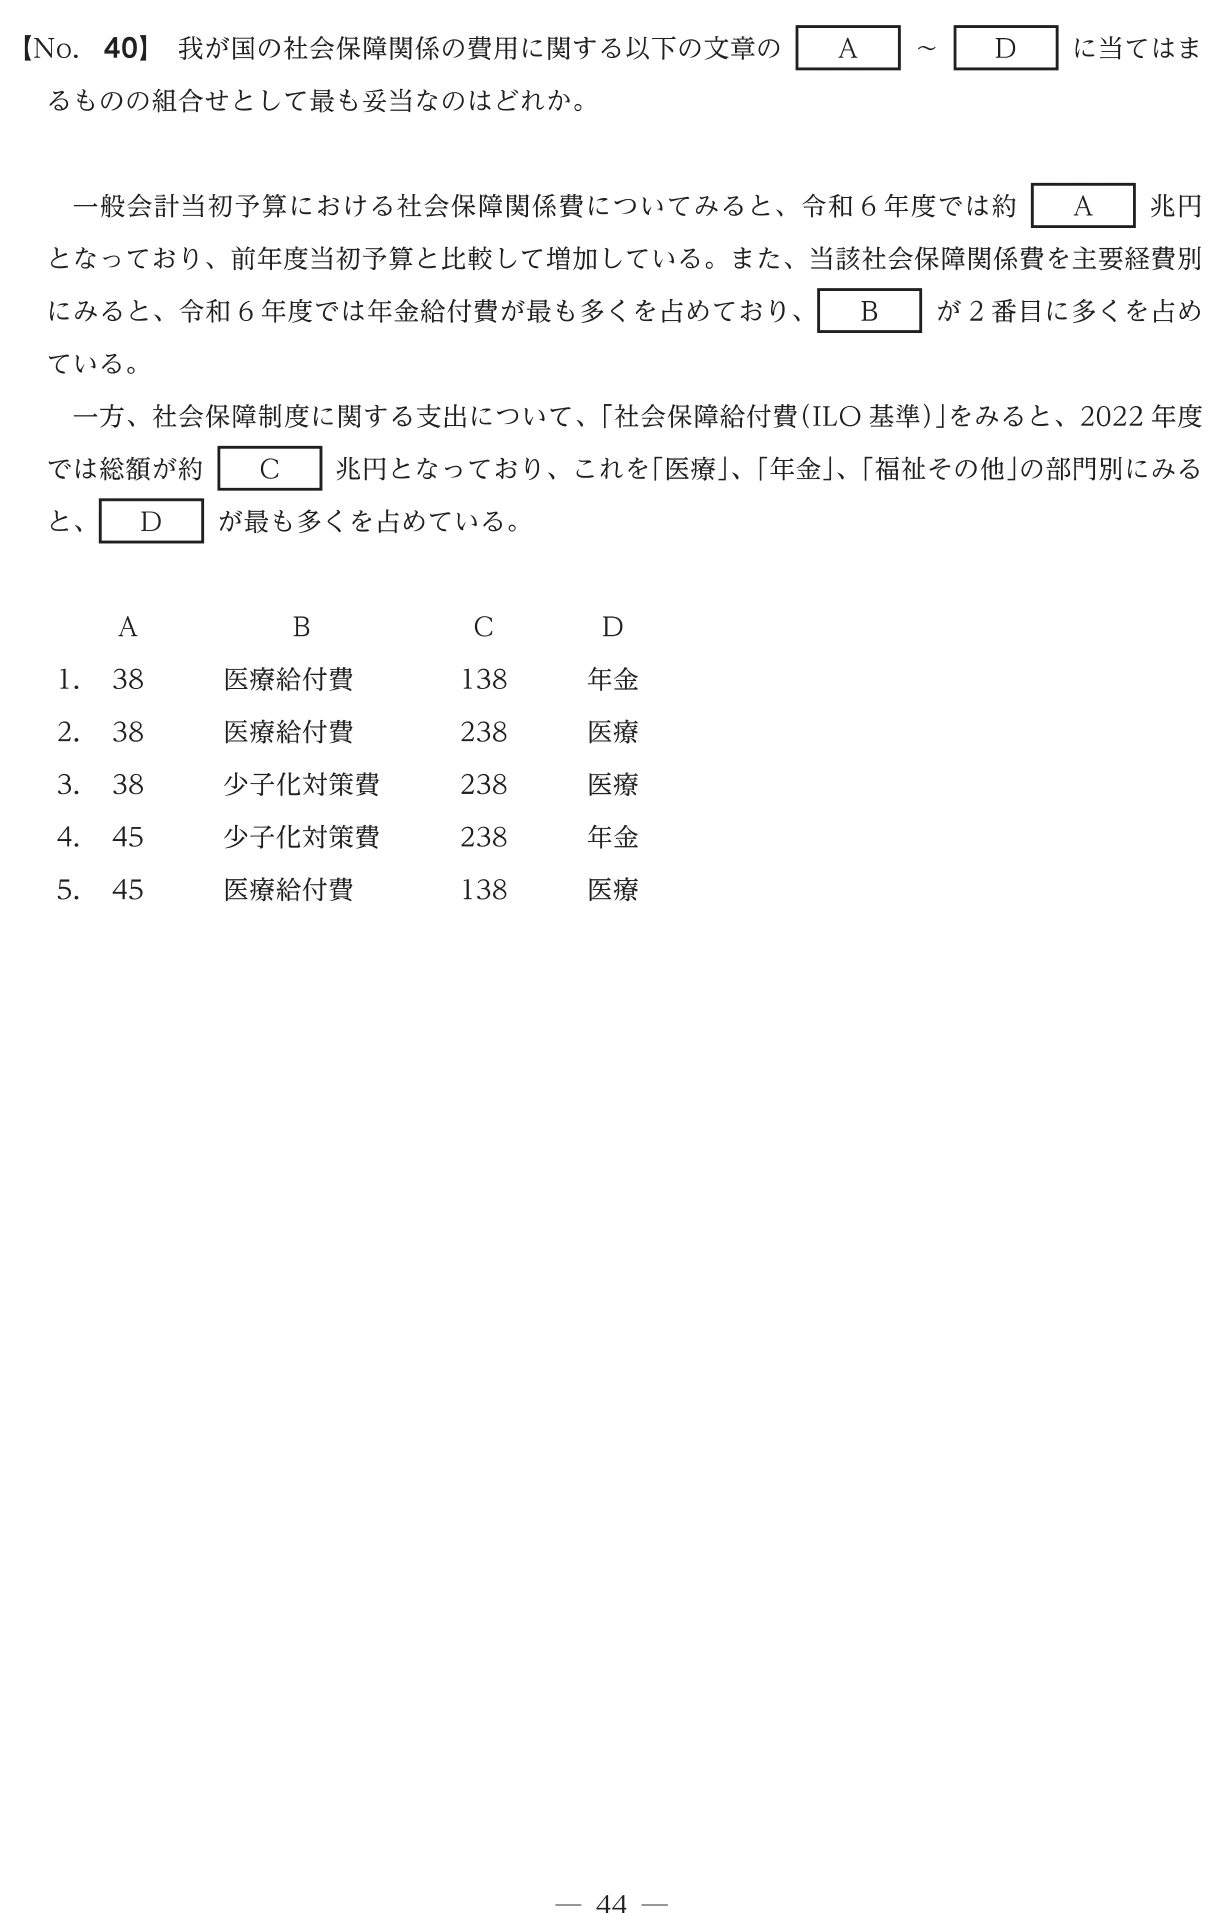 【No. 40】 我が国の社会保障関係の費用に関する以下の文章の A ～ D に当てはま
るものの組合せとして最も妥当なのはどれか。
一般会計当初予算における社会保障関係費についてみると、令和６年度では約 A 兆円
となっており、前年度当初予算と比較して増加している。また、当該社会保障関係費を主要経費別
にみると、令和６年度では年金給付費が最も多くを占めており、 B が２番目に多くを占め
ている。
一方、社会保障制度に関する支出について、「社会保障給付費(ILO 基準)」をみると、2022 年度
では総額が約 C 兆円となっており、これを「医療」、「年金」、「福祉その他」の部門別にみる
と、 D が最も多くを占めている。
A B C D
1. 38 医療給付費 138 年金
2. 38 医療給付費 238 医療
3. 38 少子化対策費 238 医療
4. 45 少子化対策費 238 年金
5. 45 医療給付費 138 医療
— 44 —